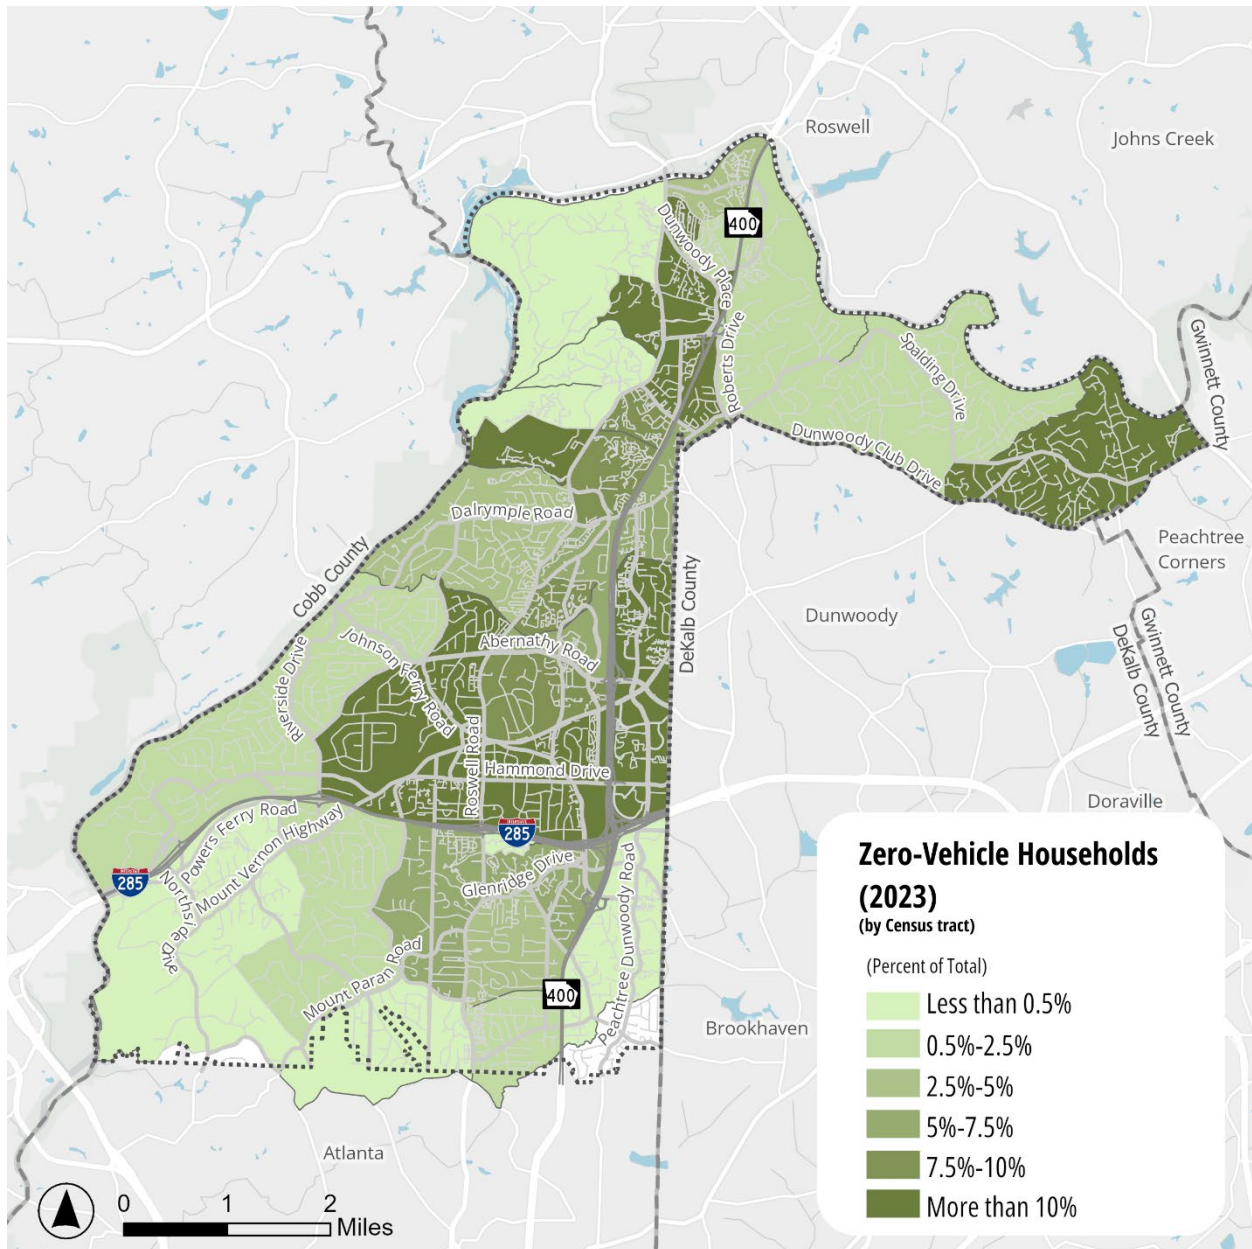 Roswell
Johns Creek
400
Dunwoody Place
Roberts Drive
Spalding Drive
Gwinnett County
Dunwoody Club Drive
Dalrymple Road
Peachtree
Corners
Cobb County
DeKalb County
Dunwoody
Gwinnett County
DeKalb County
Abernathy Road
Johnson Ferry Road
Riverside Drive
Roswell Road
Hammond Drive
Doraville
Powers Ferry Road
Mount Vernon Highway
285
285
Glenridge Drive
Northside Drive
Peachtree Dunwoody Road
Mount Paran Road
400
Brookhaven
Atlanta
Zero-Vehicle Households
(2023)
(by Census tract)
(Percent of Total)
Less than 0.5%
0.5%-2.5%
2.5%-5%
5%-7.5%
7.5%-10%
More than 10%
0 1 2
Miles